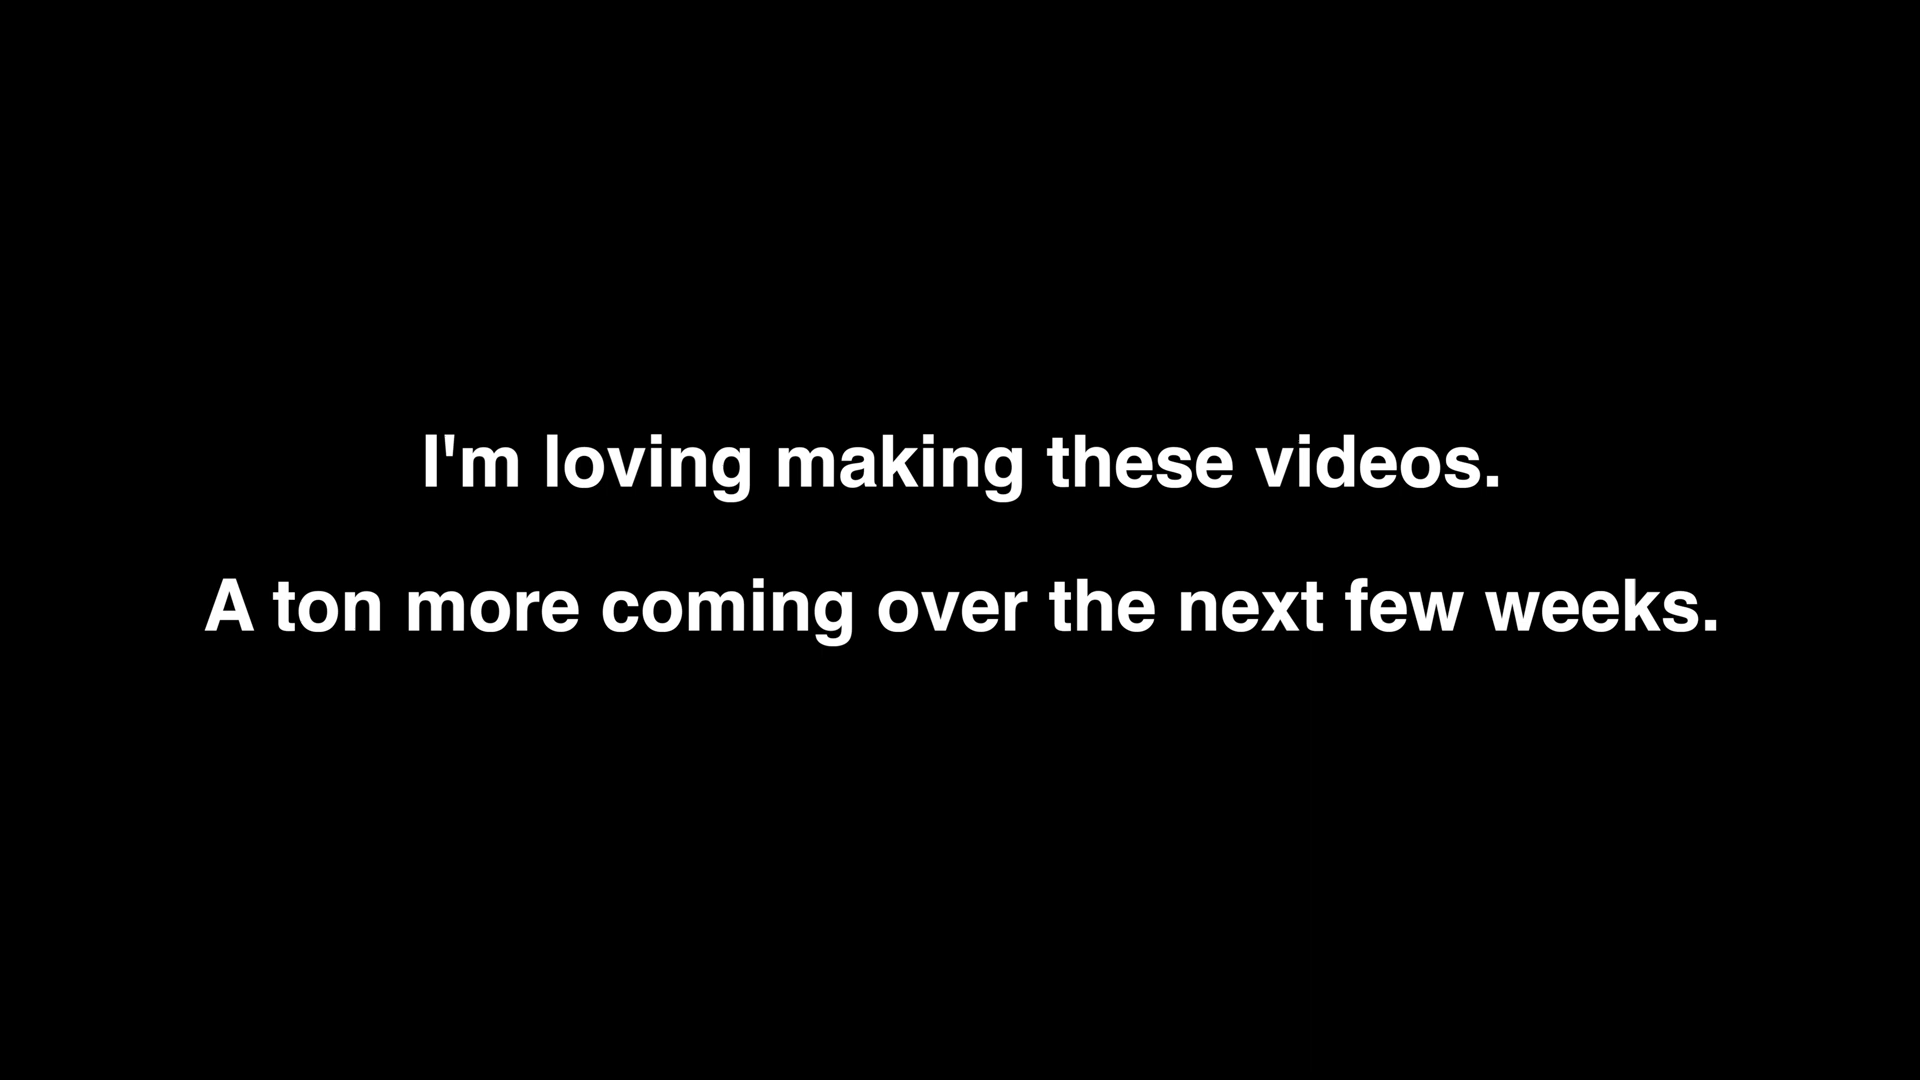 I'm loving making these videos.
A ton more coming over the next few weeks.